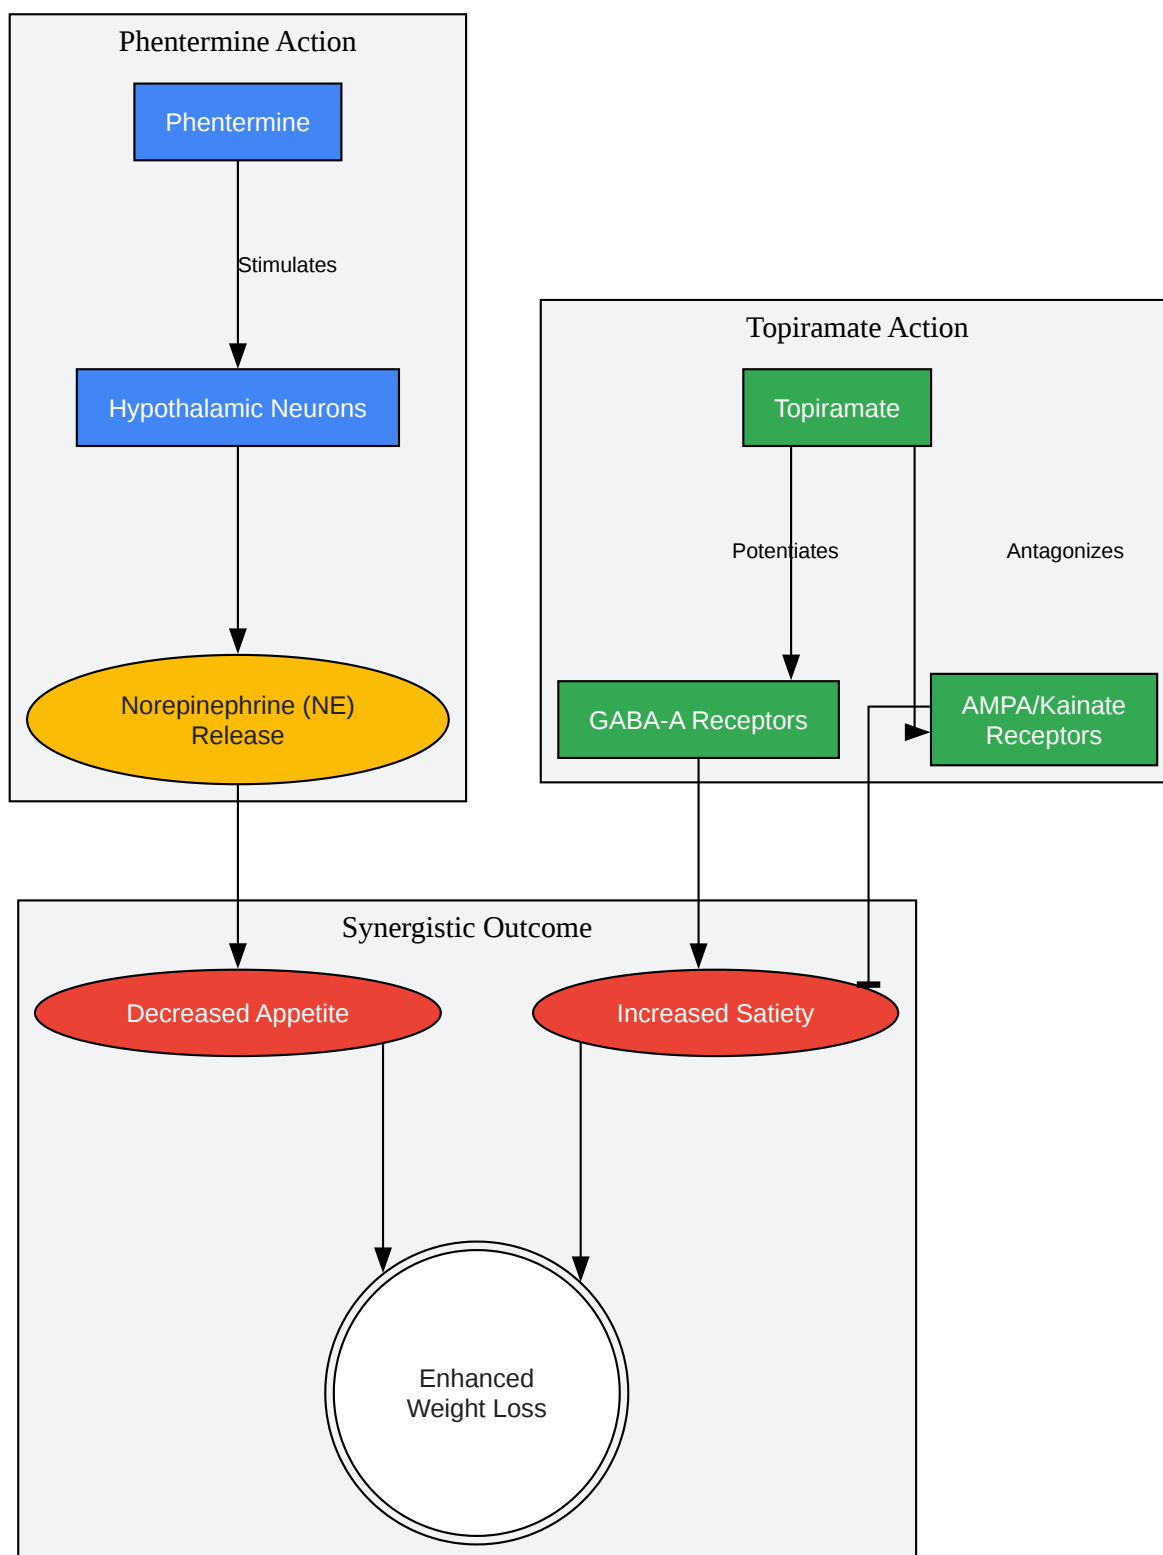 Phentermine Action
Phentermine
Stimulates
Hypothalamic Neurons
Norepinephrine (NE)
Release
Topiramate Action
Topiramate
Potentiates
Antagonizes
GABA-A Receptors
AMPA/Kainate
Receptors
Synergistic Outcome
Decreased Appetite
Increased Satiety
Enhanced
Weight Loss